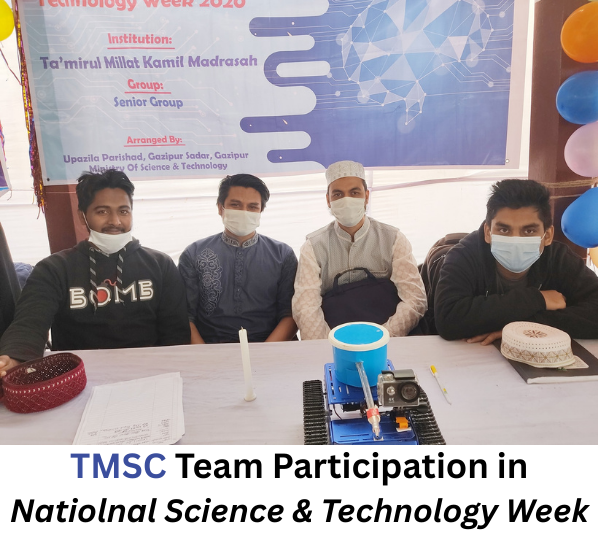 Technology Week 2020
Institution:
Ta'mirul Millat Kamil Madrasah
Group:
Senior Group
Arranged By:
Upazila Parishad, Gazipur Sadar, Gazipur
Ministry Of Science & Technology
BOMB
TMSC Team Participation in
Natiolnal Science & Technology Week